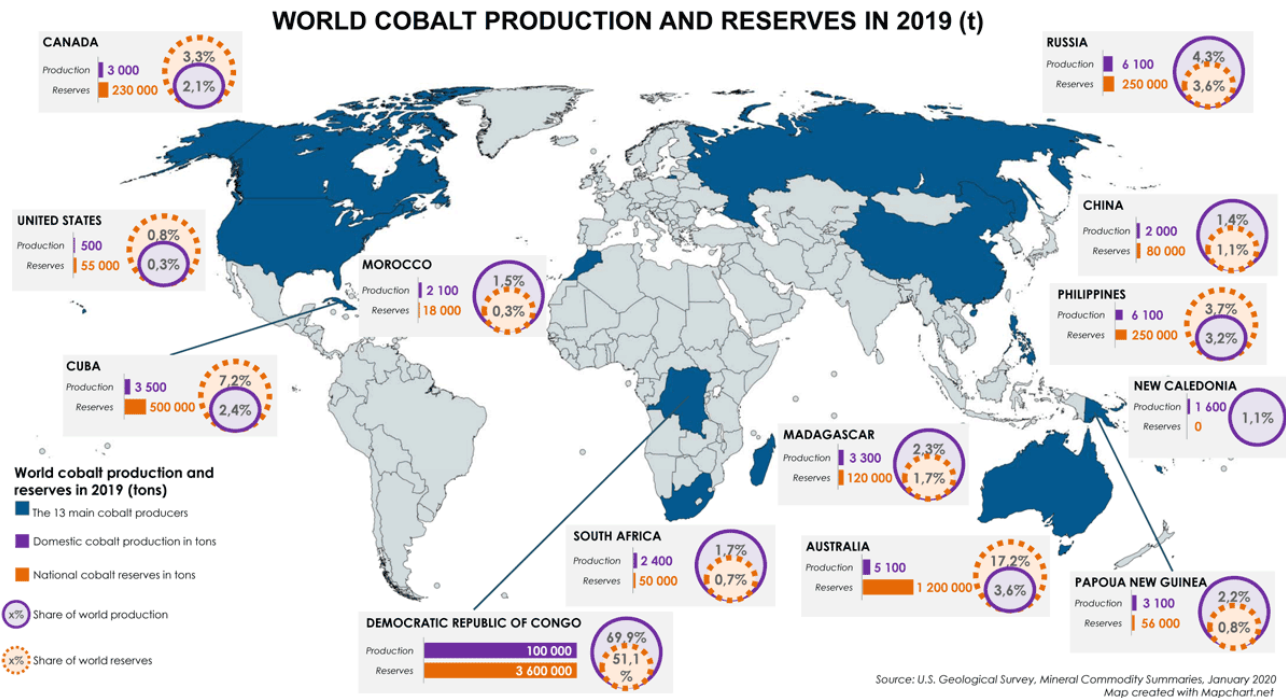 WORLD COBALT PRODUCTION AND RESERVES IN 2019 (t)
CANADA
Production 3 000
Reserves 230 000
3,3%
2,1%
RUSSIA
Production 6 100
Reserves 250 000
4,3%
3,6%
UNITED STATES
Production 500
Reserves 55 000
0,8%
0,3%
MOROCCO
Production 2 100
Reserves 18 000
1,5%
0,3%
CHINA
Production 2 000
Reserves 80 000
1,4%
1,1%
PHILIPPINES
Production 6 100
Reserves 250 000
3,7%
3,2%
CUBA
Production 3 500
Reserves 500 000
7,2%
2,4%
NEW CALEDONIA
Production 1 600
Reserves 0
1,1%
MADAGASCAR
Production 3 300
Reserves 120 000
2,3%
1,7%
World cobalt production and
reserves in 2019 (tons)
The 13 main cobalt producers
Domestic cobalt production in tons
National cobalt reserves in tons
x% Share of world production
x% Share of world reserves
SOUTH AFRICA
Production 2 400
Reserves 50 000
1,7%
0,7%
AUSTRALIA
Production 5 100
Reserves 1 200 000
17,2%
3,6%
PAPOUA NEW GUINEA
Production 3 100
Reserves 56 000
2,2%
0,8%
DEMOCRATIC REPUBLIC OF CONGO
Production 100 000
Reserves 3 600 000
69,9%
51,1
%
Source: U.S. Geological Survey, Mineral Commodity Summaries, January 2020
Map created with Mapchart.net